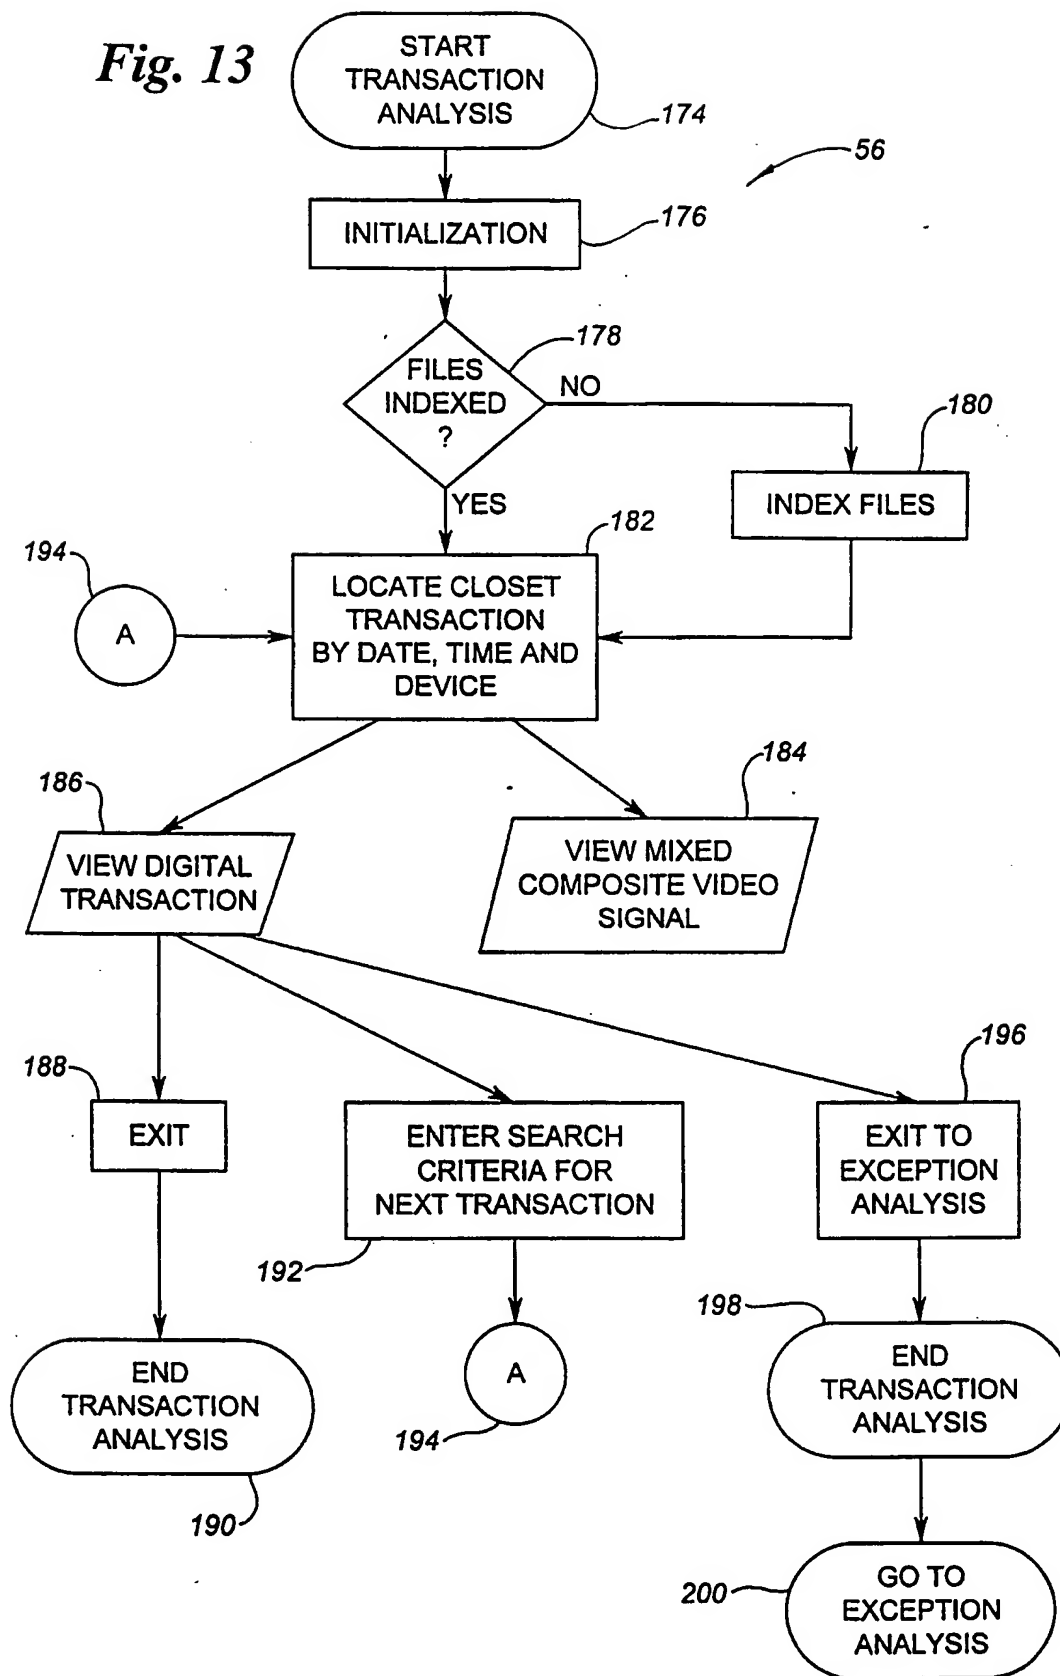 Fig. 13
START
TRANSACTION
ANALYSIS
174
56
INITIALIZATION
176
FILES
INDEXED
?
178
NO
180
INDEX FILES
YES
182
194
A
LOCATE CLOSET
TRANSACTION
BY DATE, TIME AND
DEVICE
186
184
VIEW DIGITAL
TRANSACTION
VIEW MIXED
COMPOSITE VIDEO
SIGNAL
188
196
EXIT
ENTER SEARCH
CRITERIA FOR
NEXT TRANSACTION
EXIT TO
EXCEPTION
ANALYSIS
192
198
END
TRANSACTION
ANALYSIS
190
A
194
END
TRANSACTION
ANALYSIS
200
GO TO
EXCEPTION
ANALYSIS